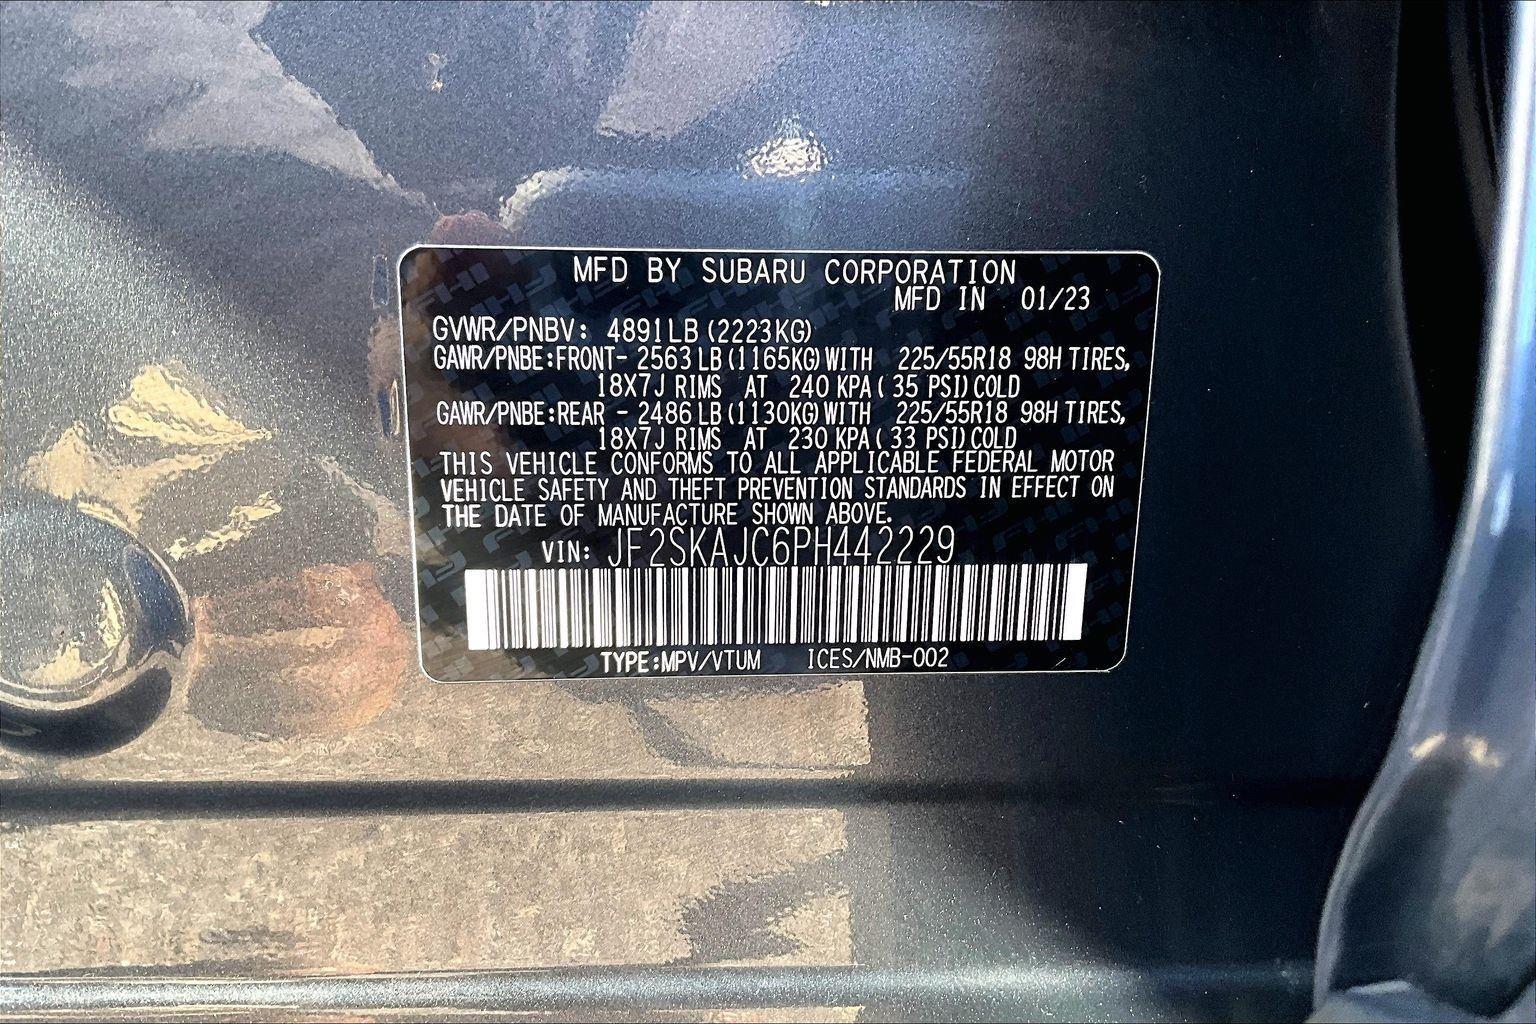 MFD BY SUBARU CORPORATION
MFD IN 01/23
GVWR/PNBV: 4891LB(2223KG)
GAWR/PNBE:FRONT- 2563LB(1165KG)WITH 225/55R18 98H TIRES,
18X7J RIMS AT 240 KPA( 35 PSI)COLD
GAWR/PNBE:REAR - 2486LB(1130KG)WITH 225/55R18 98H TIRES,
18X7J RIMS AT 230 KPA( 33 PSI)COLD
THIS VEHICLE CONFORMS TO ALL APPLICABLE FEDERAL MOTOR
VEHICLE SAFETY AND THEFT PREVENTION STANDARDS IN EFFECT ON
THE DATE OF MANUFACTURE SHOWN ABOVE.
VIN: JF2SKAJC6PH442229
TYPE:MPV/VTUM ICES/NMB-002